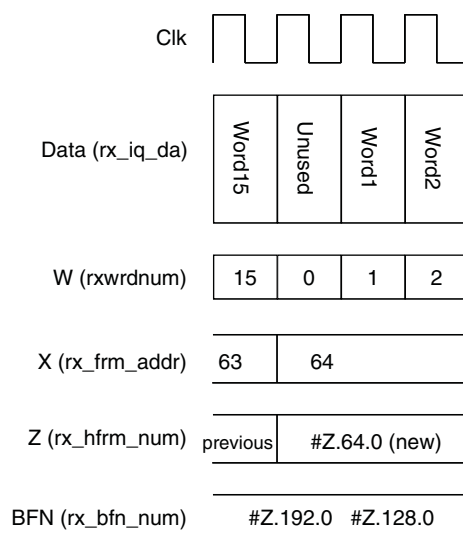 Clk
Data (rx_iq_da) Word15 Unused Word1 Word2
W (rxwrdnum) 15 0 1 2
X (rx_frm_addr) 63 64
Z (rx_hfrm_num) previous #Z.64.0 (new)
BFN (rx_bfn_num) #Z.192.0 #Z.128.0